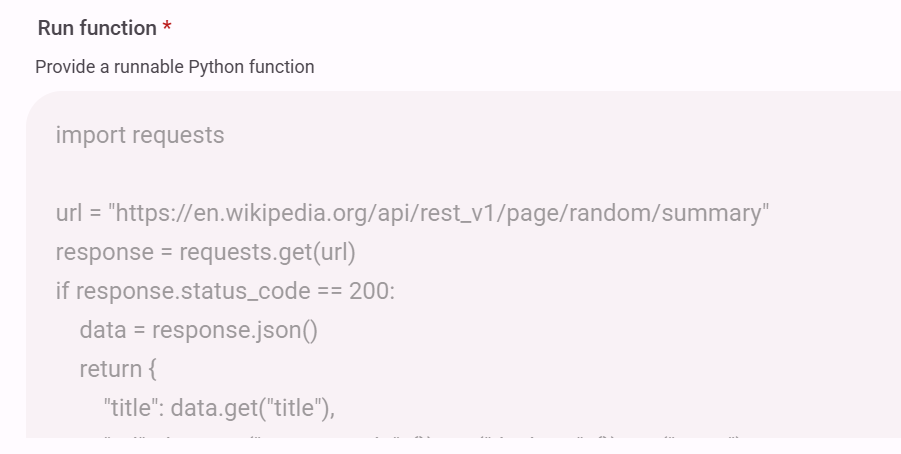 Run function *
Provide a runnable Python function
import requests
url = "https://en.wikipedia.org/api/rest_v1/page/random/summary"
response = requests.get(url)
if response.status_code == 200:
data = response.json()
return {
"title": data.get("title"),